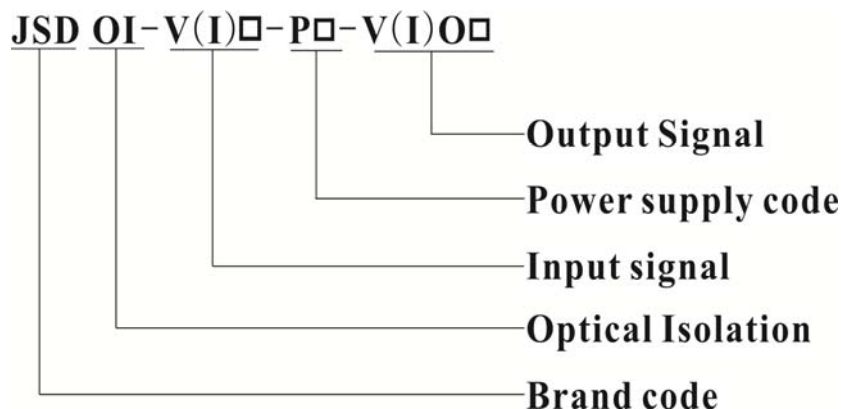 JSD OI-V(I)□-P□-V(I)O□
Output Signal
Power supply code
Input signal
Optical Isolation
Brand code